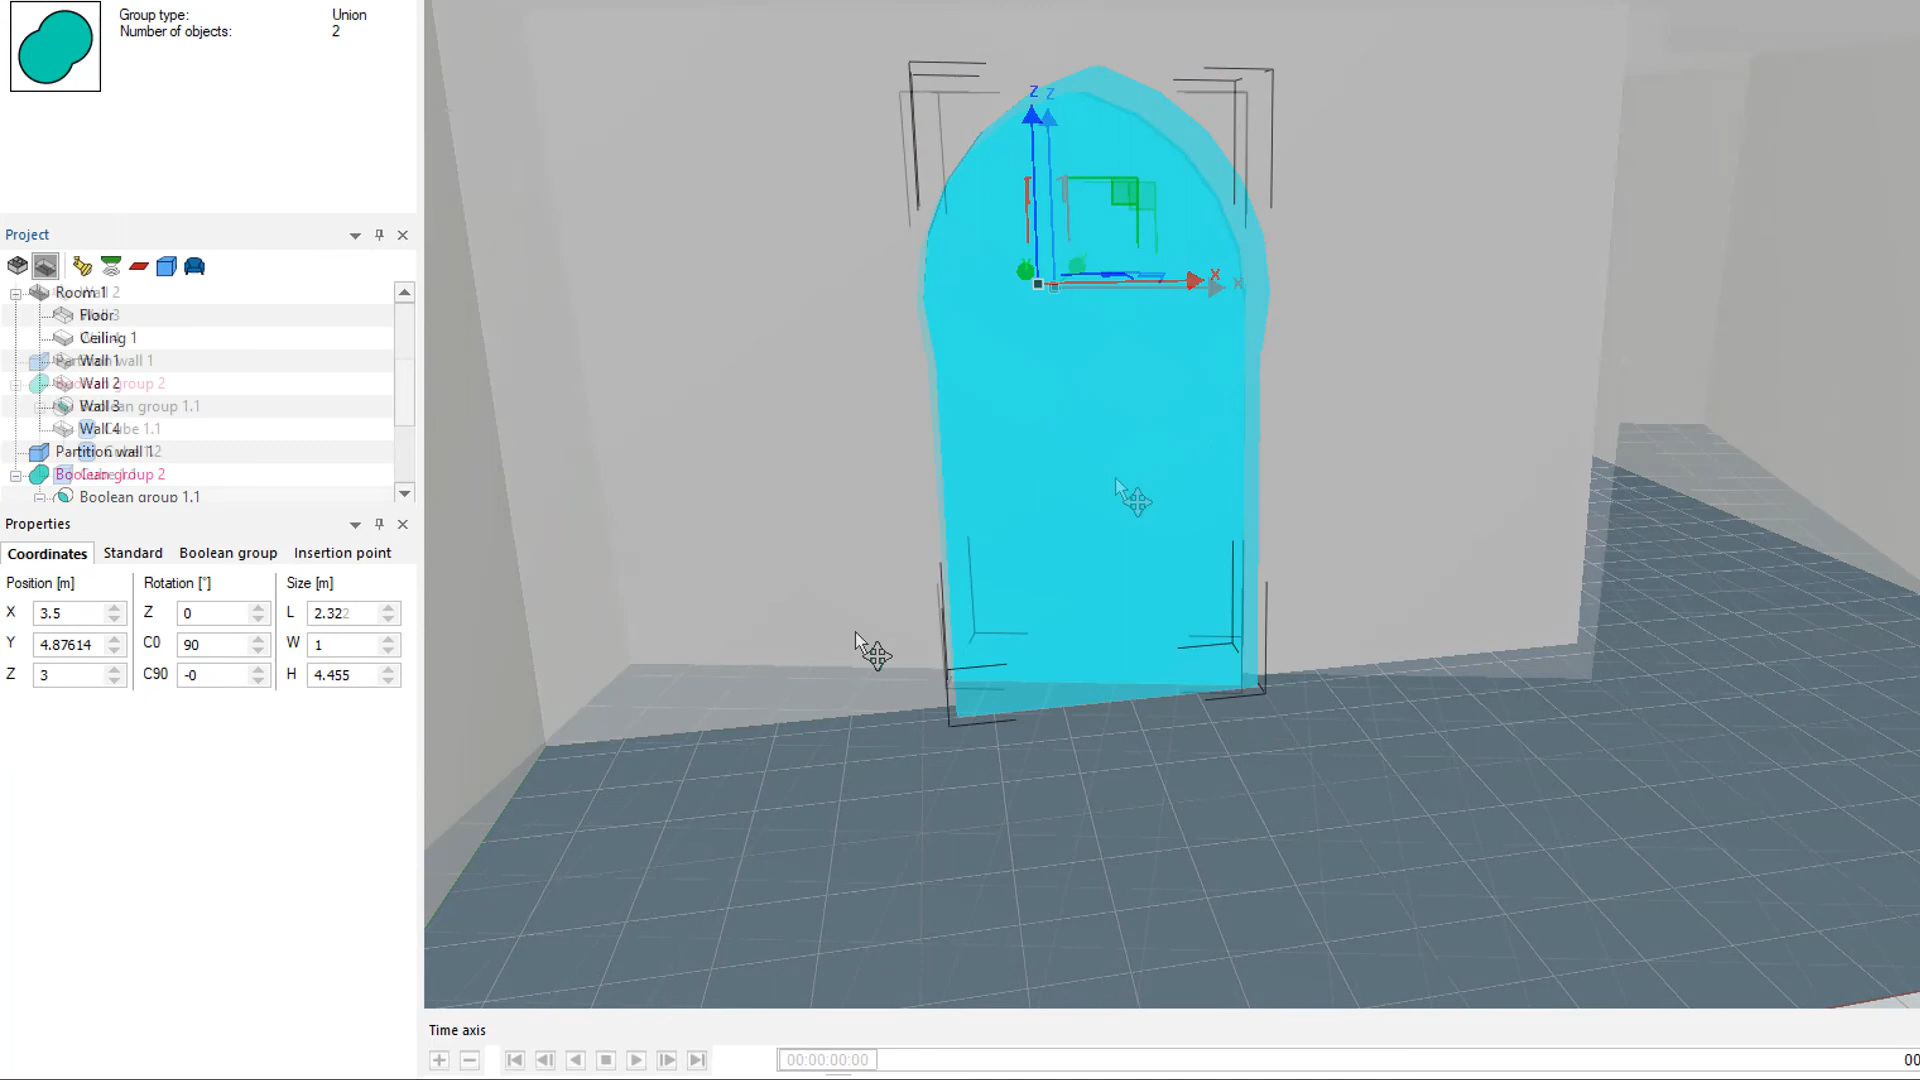 Group type: Union
Number of objects: 2
Project
Room 1
Floor
Ceiling 1
Wall 1
Wall 2
Wall 3
Wall 4
Partition wall 1
Boolean group 2
Boolean group 1.1
Properties
Coordinates Standard Boolean group Insertion point
Position [m] Rotation [°] Size [m]
X 3.5 Z 0 L 2.322
Y 4.87614 C0 90 W 1
Z 3 C90 -0 H 4.455
Z Z
X X
Time axis
00:00:00:00
00